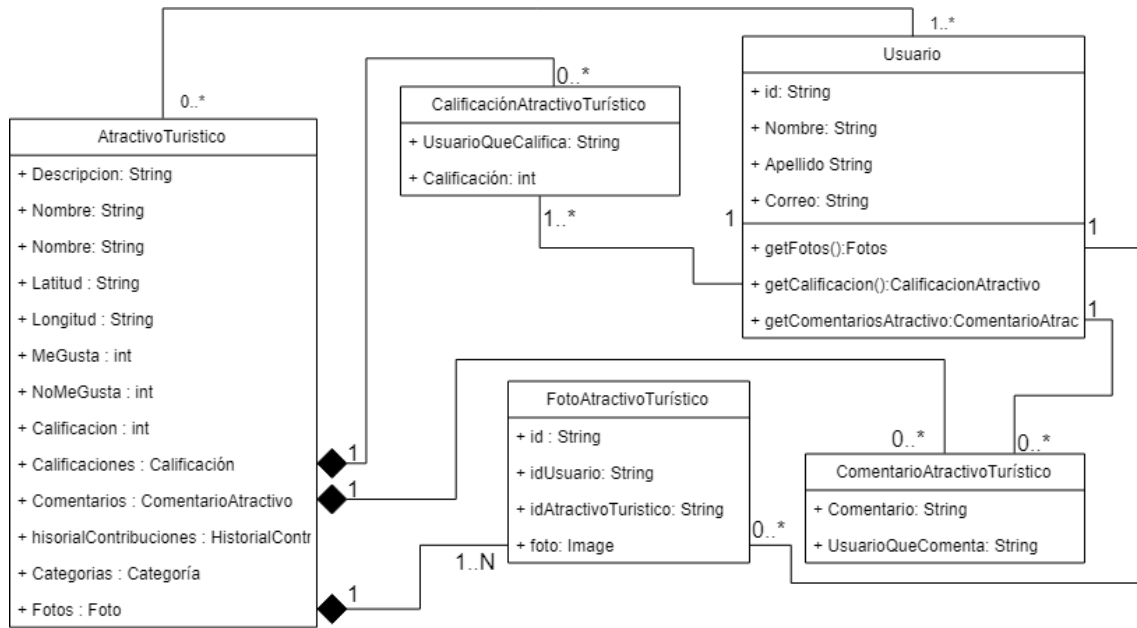 1..*
0..*
0..*
Usuario
+ id: String
+ Nombre: String
+ Apellido String
+ Correo: String
+ getFotos():Fotos
+ getCalificacion():CalificacionAtractivo
+ getComentariosAtractivo:ComentarioAtrac
CalificaciónAtractivoTurístico
+ UsuarioQueCalifica: String
+ Calificación: int
1..*
1
1
1
AtractivoTuristico
+ Descripcion: String
+ Nombre: String
+ Nombre: String
+ Latitud : String
+ Longitud : String
+ MeGusta : int
+ NoMeGusta : int
+ Calificacion : int
+ Calificaciones : Calificación
+ Comentarios : ComentarioAtractivo
+ hisorialContribuciones : HistorialContr
+ Categorias : Categoría
+ Fotos : Foto
1
1
1
1..N
FotoAtractivoTurístico
+ id : String
+ idUsuario: String
+ idAtractivoTuristico: String
+ foto: Image
0..*
0..*
0..*
ComentarioAtractivoTurístico
+ Comentario: String
+ UsuarioQueComenta: String